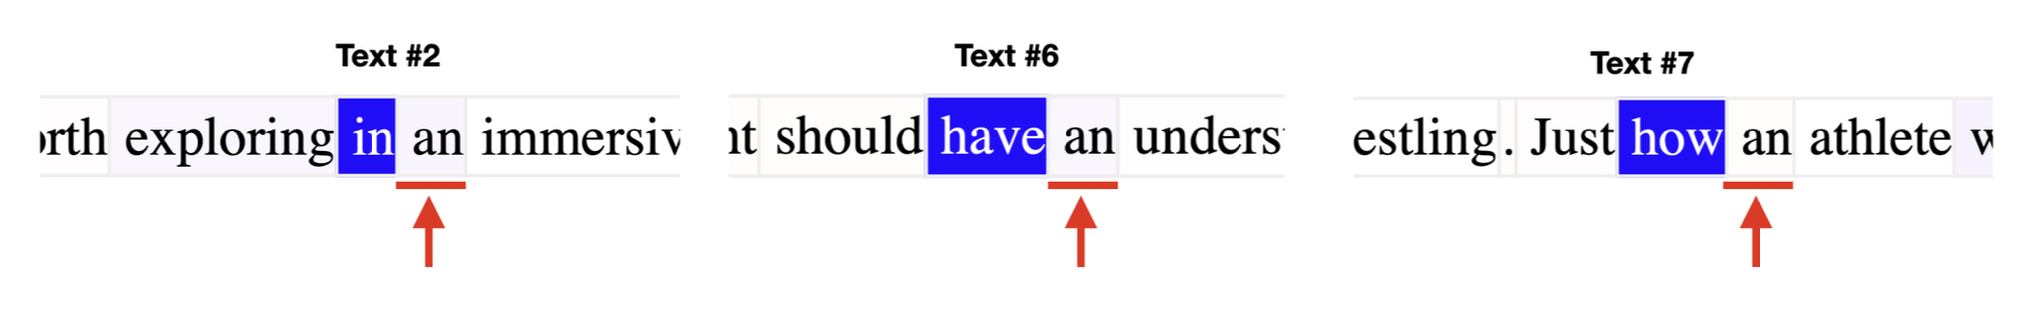 Text #2
Text #6
Text #7
orth exploring in an immersiv
nt should have an unders
estling. Just how an athlete w